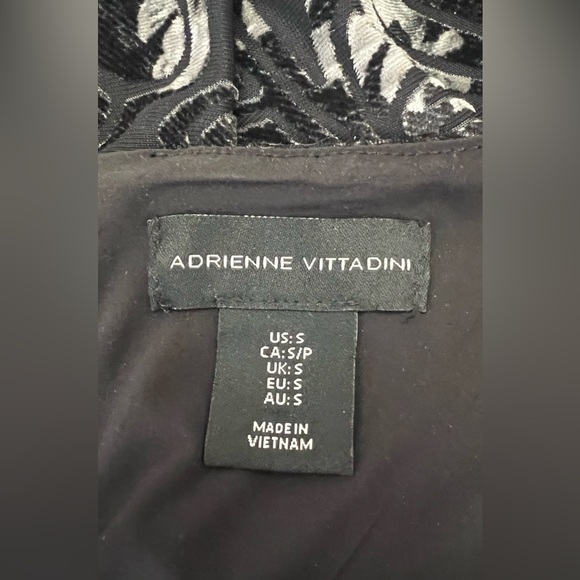 ADRIENNE VITTADINI
US: S
CA: S/P
UK: S
EU: S
AU: S
MADE IN
VIETNAM